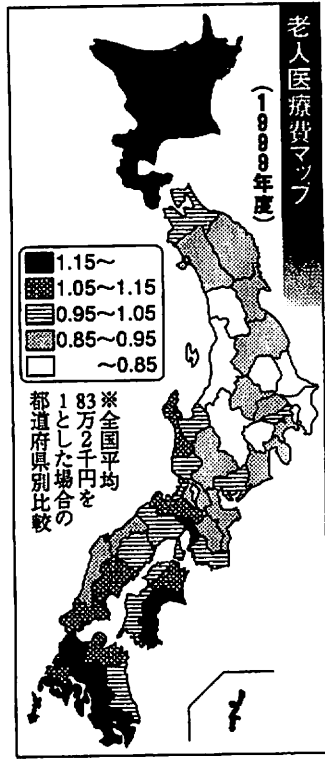 老人医療費マップ
（1999年度）
1.15～
1.05～1.15
0.95～1.05
0.85～0.95
～0.85
※全国平均
83万2千円を
1とした場合の
都道府県別比較